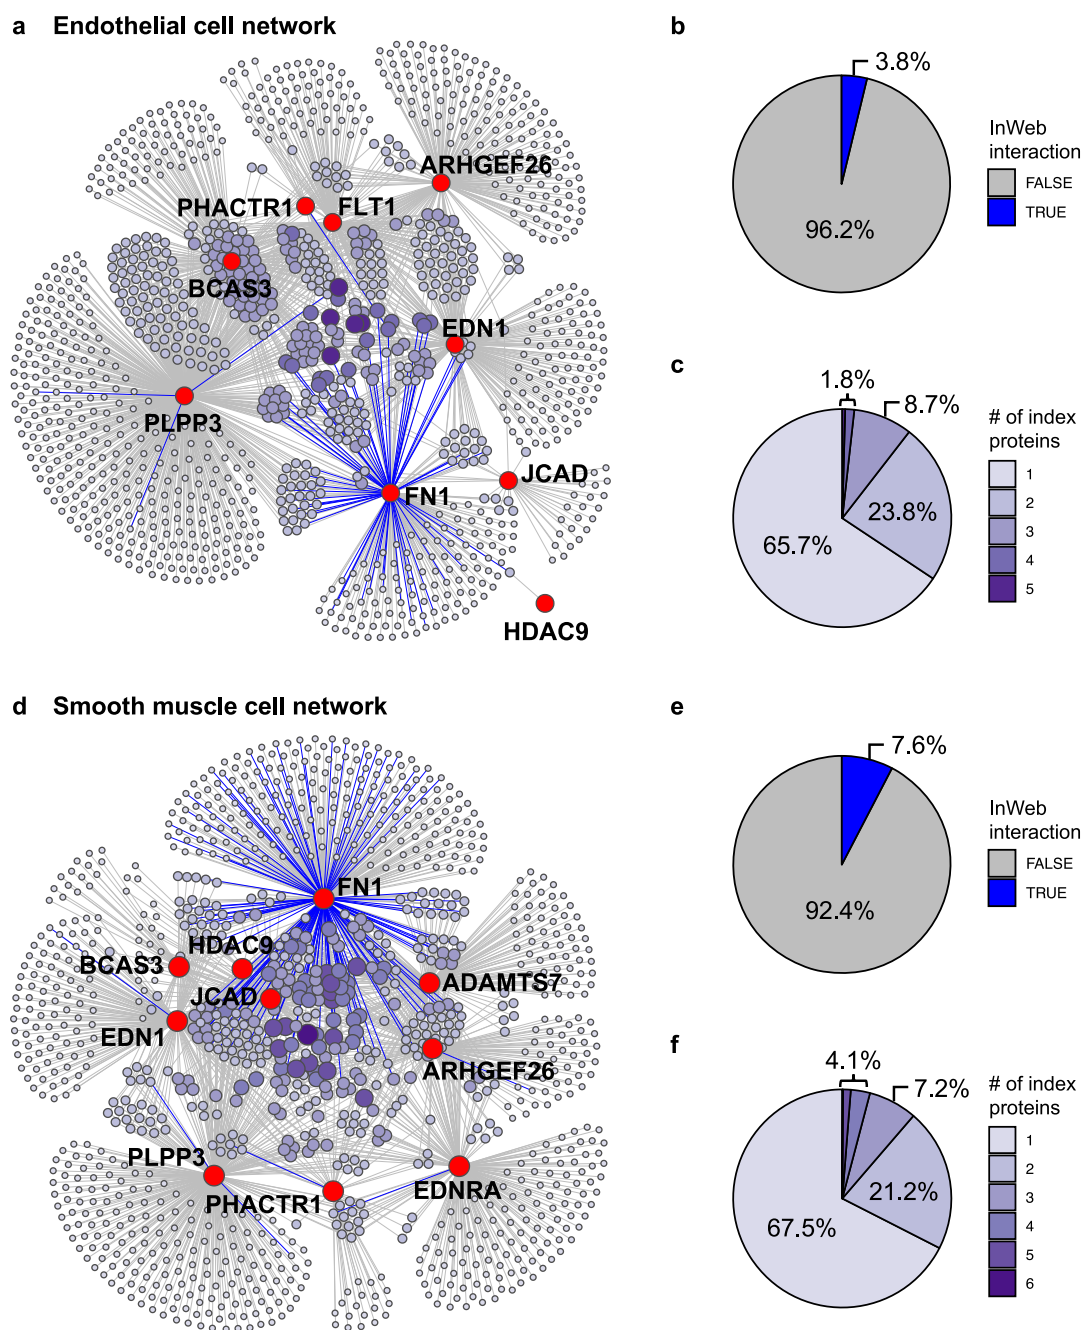 a Endothelial cell network
ARHGEF26
PHACTR1
FLT1
BCAS3
EDN1
PLPP3
JCAD
FN1
HDAC9
b
3.8%
96.2%
InWeb
interaction
FALSE
TRUE
c
1.8%
8.7%
23.8%
65.7%
# of index
proteins
1
2
3
4
5
d Smooth muscle cell network
FN1
HDAC9
BCAS3
ADAMTS7
JCAD
EDN1
ARHGEF26
PLPP3
EDNRA
PHACTR1
e
7.6%
92.4%
InWeb
interaction
FALSE
TRUE
f
4.1%
7.2%
21.2%
67.5%
# of index
proteins
1
2
3
4
5
6